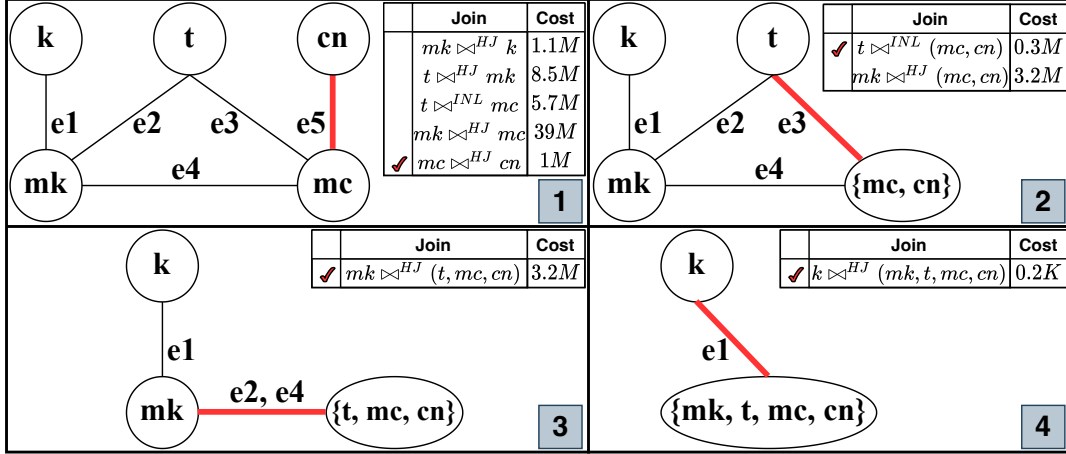 k t cn
e1 e2 e3 e5
e4
mk mc
Join Cost
mk ⋈^{HJ} k 1.1M
t ⋈^{HJ} mk 8.5M
t ⋈^{INL} mc 5.7M
mk ⋈^{HJ} mc 39M
✓ mc ⋈^{HJ} cn 1M
1
k t
e1 e2 e3
e4
mk {mc, cn}
Join Cost
✓ t ⋈^{INL} (mc, cn) 0.3M
mk ⋈^{HJ} (mc, cn) 3.2M
2
k
e1
mk e2, e4 {t, mc, cn}
Join Cost
✓ mk ⋈^{HJ} (t, mc, cn) 3.2M
3
k
e1
{mk, t, mc, cn}
Join Cost
✓ k ⋈^{HJ} (mk, t, mc, cn) 0.2K
4